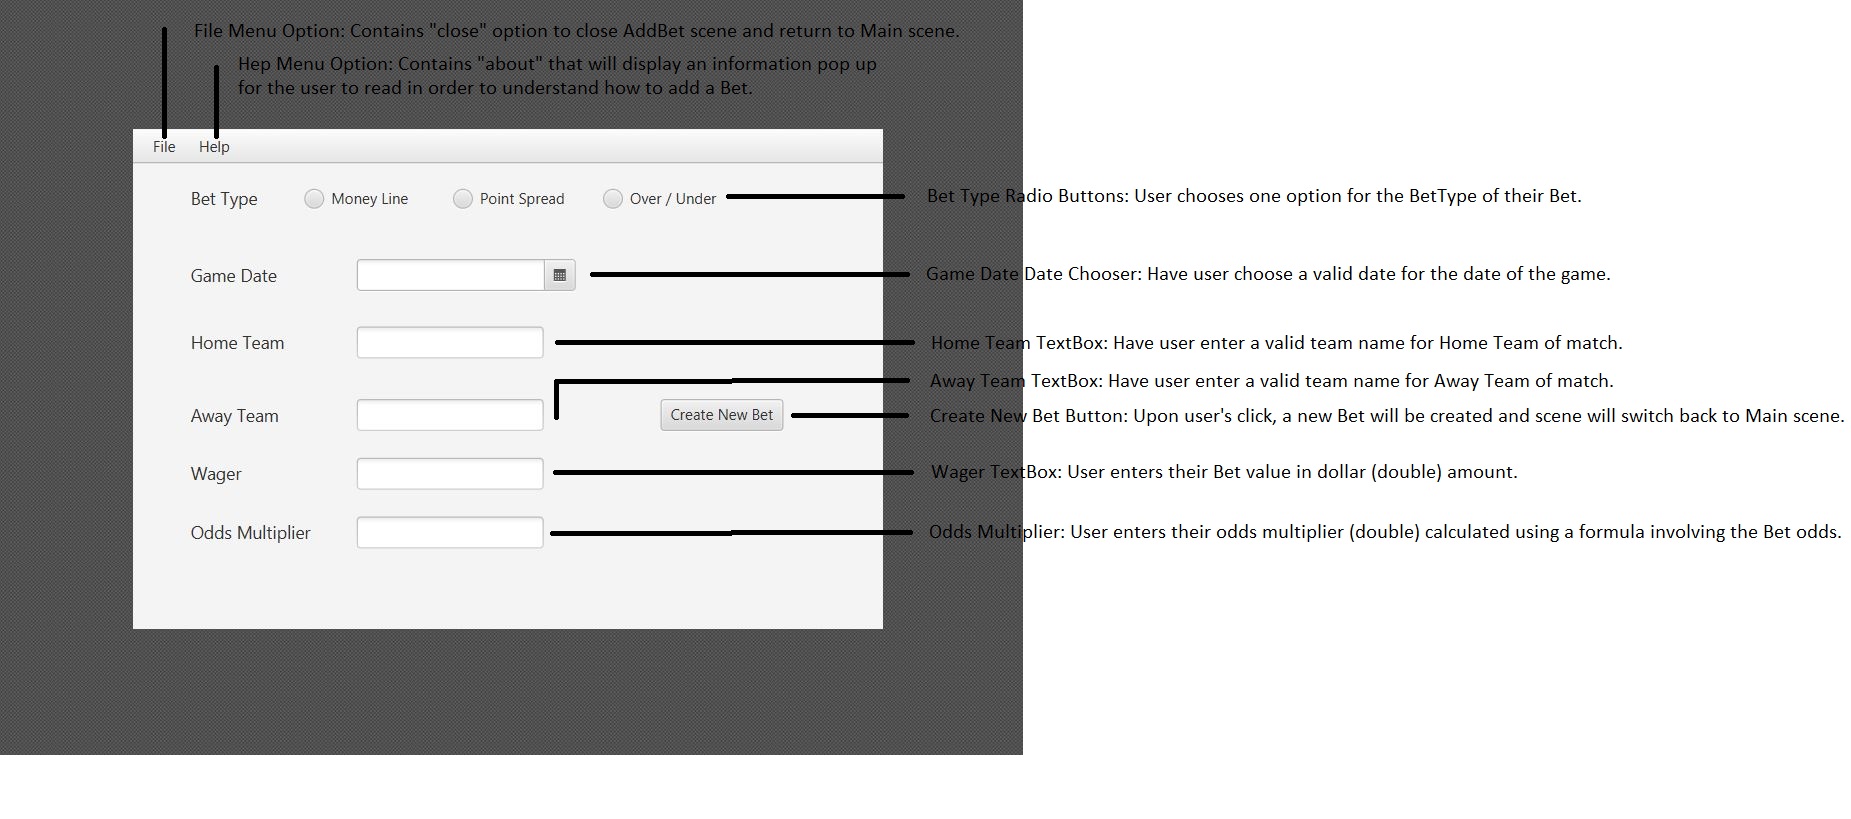 File Menu Option: Contains "close" option to close AddBet scene and return to Main scene.
Hep Menu Option: Contains "about" that will display an information pop up
for the user to read in order to understand how to add a Bet.
File Help
Bet Type Money Line Point Spread Over / Under Bet Type Radio Buttons: User chooses one option for the BetType of their Bet.
Game Date Game Date Date Chooser: Have user choose a valid date for the date of the game.
Home Team Home Team TextBox: Have user enter a valid team name for Home Team of match.
Away Team TextBox: Have user enter a valid team name for Away Team of match.
Away Team Create New Bet Create New Bet Button: Upon user's click, a new Bet will be created and scene will switch back to Main scene.
Wager Wager TextBox: User enters their Bet value in dollar (double) amount.
Odds Multiplier Odds Multiplier: User enters their odds multiplier (double) calculated using a formula involving the Bet odds.